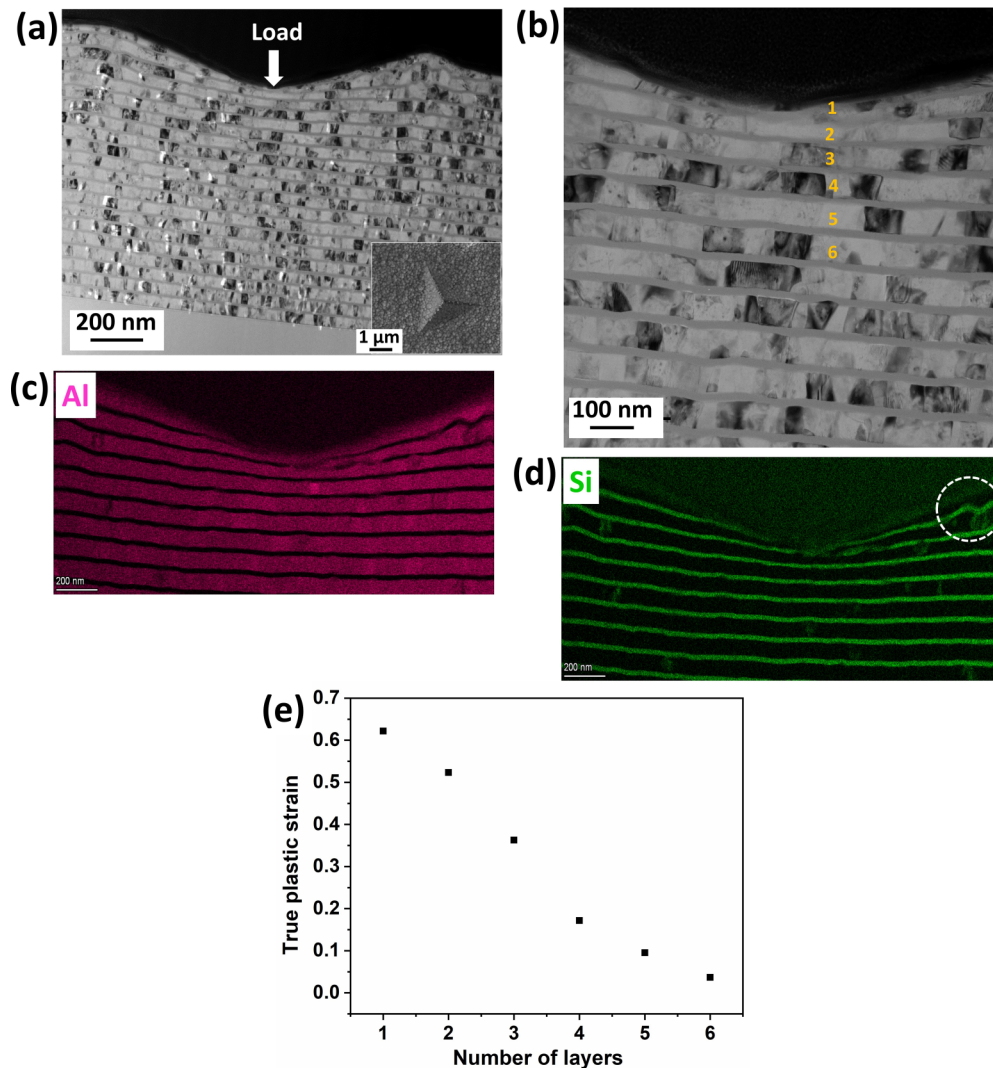 (a)
Load
200 nm
1 µm
(b)
1
2
3
4
5
6
100 nm
(c)
Al
200 nm
(d)
Si
200 nm
(e)
0.7
0.6
0.5
0.4
0.3
0.2
0.1
0.0
True plastic strain
1 2 3 4 5 6
Number of layers